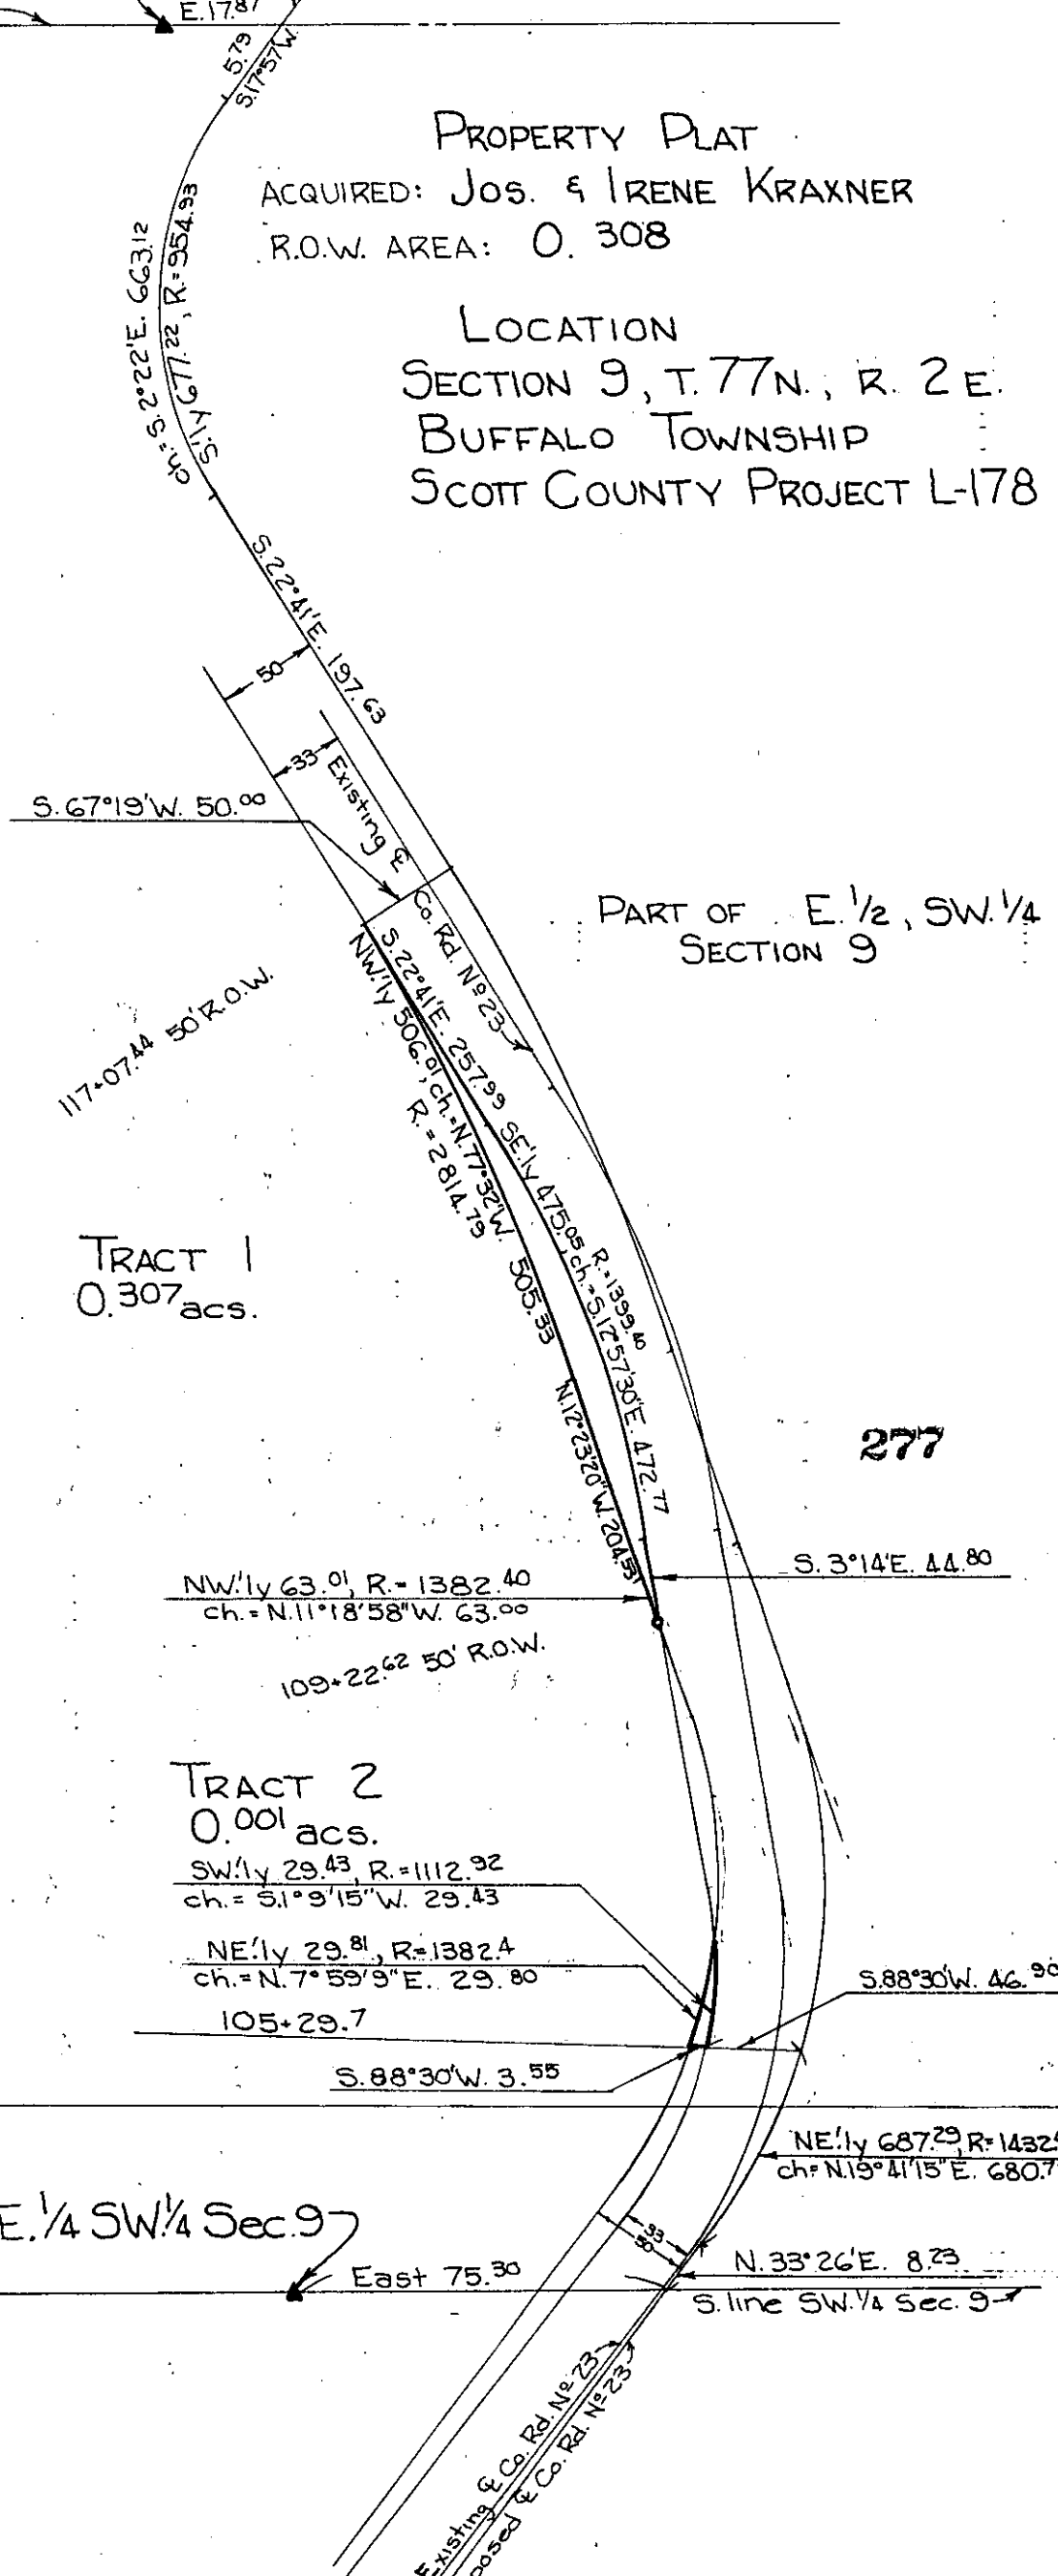 E. 17.87
5.79
S.17°57'W.
PROPERTY PLAT
ACQUIRED: JOS. & IRENE KRAXNER
R.O.W. AREA: 0.308
LOCATION
SECTION 9, T. 77N., R. 2 E.
BUFFALO TOWNSHIP
SCOTT COUNTY PROJECT L-178
ch.= S.2°22'E. 663.12
S'ly 677.22, R.=954.93
S.22°41'E. 197.63
50
33
Existing ℄
Co. Rd. Nº 23
S.67°19'W. 50.00
PART OF E.1/2, SW.1/4
SECTION 9
S.22°41'E. 257.99
NW'ly 506.01, ch.=N.77°32'W. 505.33
R.=2814.79
117+07.44 50' R.O.W.
SE'ly 475.05, ch.=S.12°57'30"E. 472.77
R.=1399.40
TRACT 1
0.307 acs.
N.12°23'20"W. 204.51
277
S.3°14'E. 44.80
NW'ly 63.01, R.=1382.40
ch.=N.11°18'58"W. 63.00
109+22.62 50' R.O.W.
TRACT 2
0.001 acs.
SW'ly 29.43, R.=1112.92
ch.= S.1°9'15"W. 29.43
NE'ly 29.81, R=1382.4
ch.=N.7°59'9"E. 29.80
S.88°30'W. 46.90
105+29.7
S.88°30'W. 3.55
NE'ly 687.29, R=1432
ch=N.19°41'15"E. 680.7
E.1/4 SW.1/4 Sec.9
33
50
N.33°26'E. 8.23
East 75.30
S.line SW.1/4 Sec. 9
Existing ℄ Co. Rd. Nº 23
posed ℄ Co. Rd. Nº 23